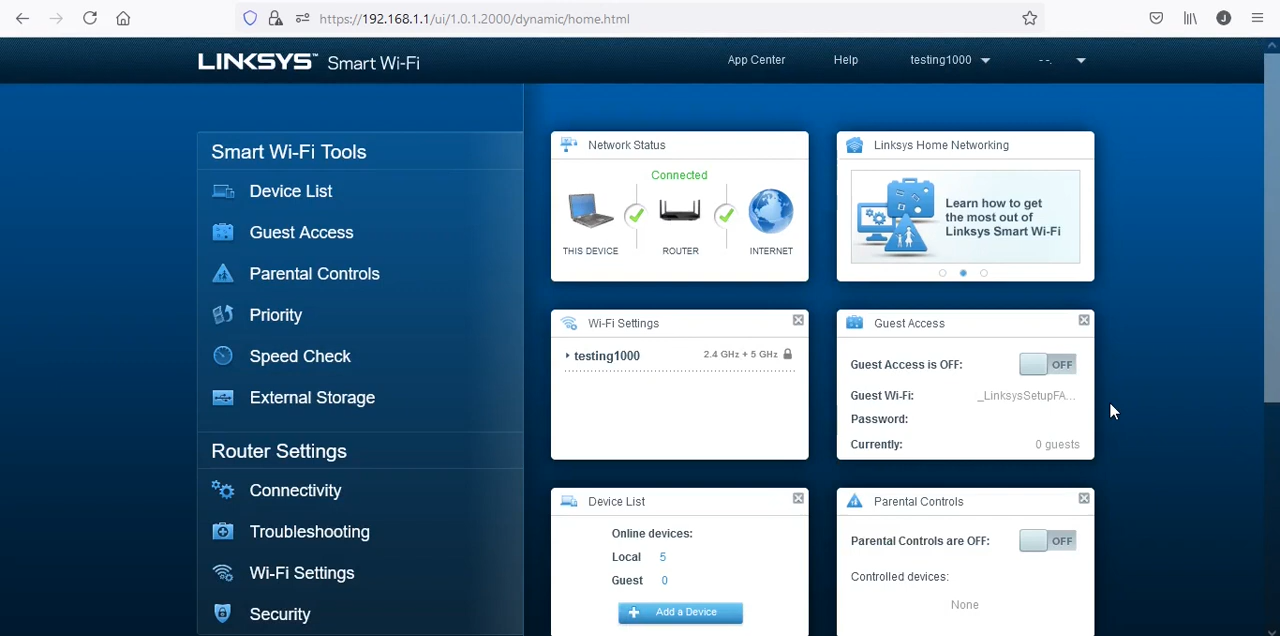 https://192.168.1.1/ui/1.0.1.2000/dynamic/home.html
J
LINKSYS™ Smart Wi-Fi
App Center
Help
testing1000
- -.
Smart Wi-Fi Tools
Device List
Guest Access
Parental Controls
Priority
Speed Check
External Storage
Router Settings
Connectivity
Troubleshooting
Wi-Fi Settings
Security
Network Status
Connected
THIS DEVICE
ROUTER
INTERNET
Linksys Home Networking
Learn how to get
the most out of
Linksys Smart Wi-Fi
Wi-Fi Settings
testing1000 2.4 GHz + 5 GHz
Guest Access
Guest Access is OFF: OFF
Guest Wi-Fi: _LinksysSetupFA...
Password:
Currently: 0 guests
Device List
Online devices:
Local 5
Guest 0
Add a Device
Parental Controls
Parental Controls are OFF: OFF
Controlled devices:
None